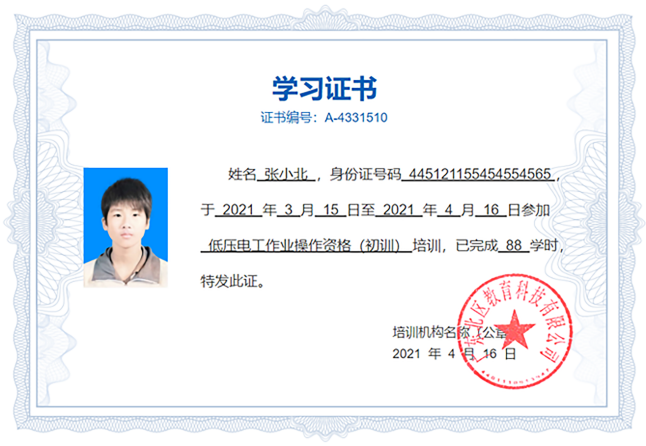 学习证书
证书编号：A-4331510
姓名 张小北 ，身份证号码 445121155454554565 ，
于 2021 年 3 月 15 日至 2021 年 4 月 16 日参加
低压电工作业操作资格（初训） 培训，已完成 88 学时，
特发此证。
培训机构名称（公章
2021 年 4 月 16 日
广东北区教育科技有限公司